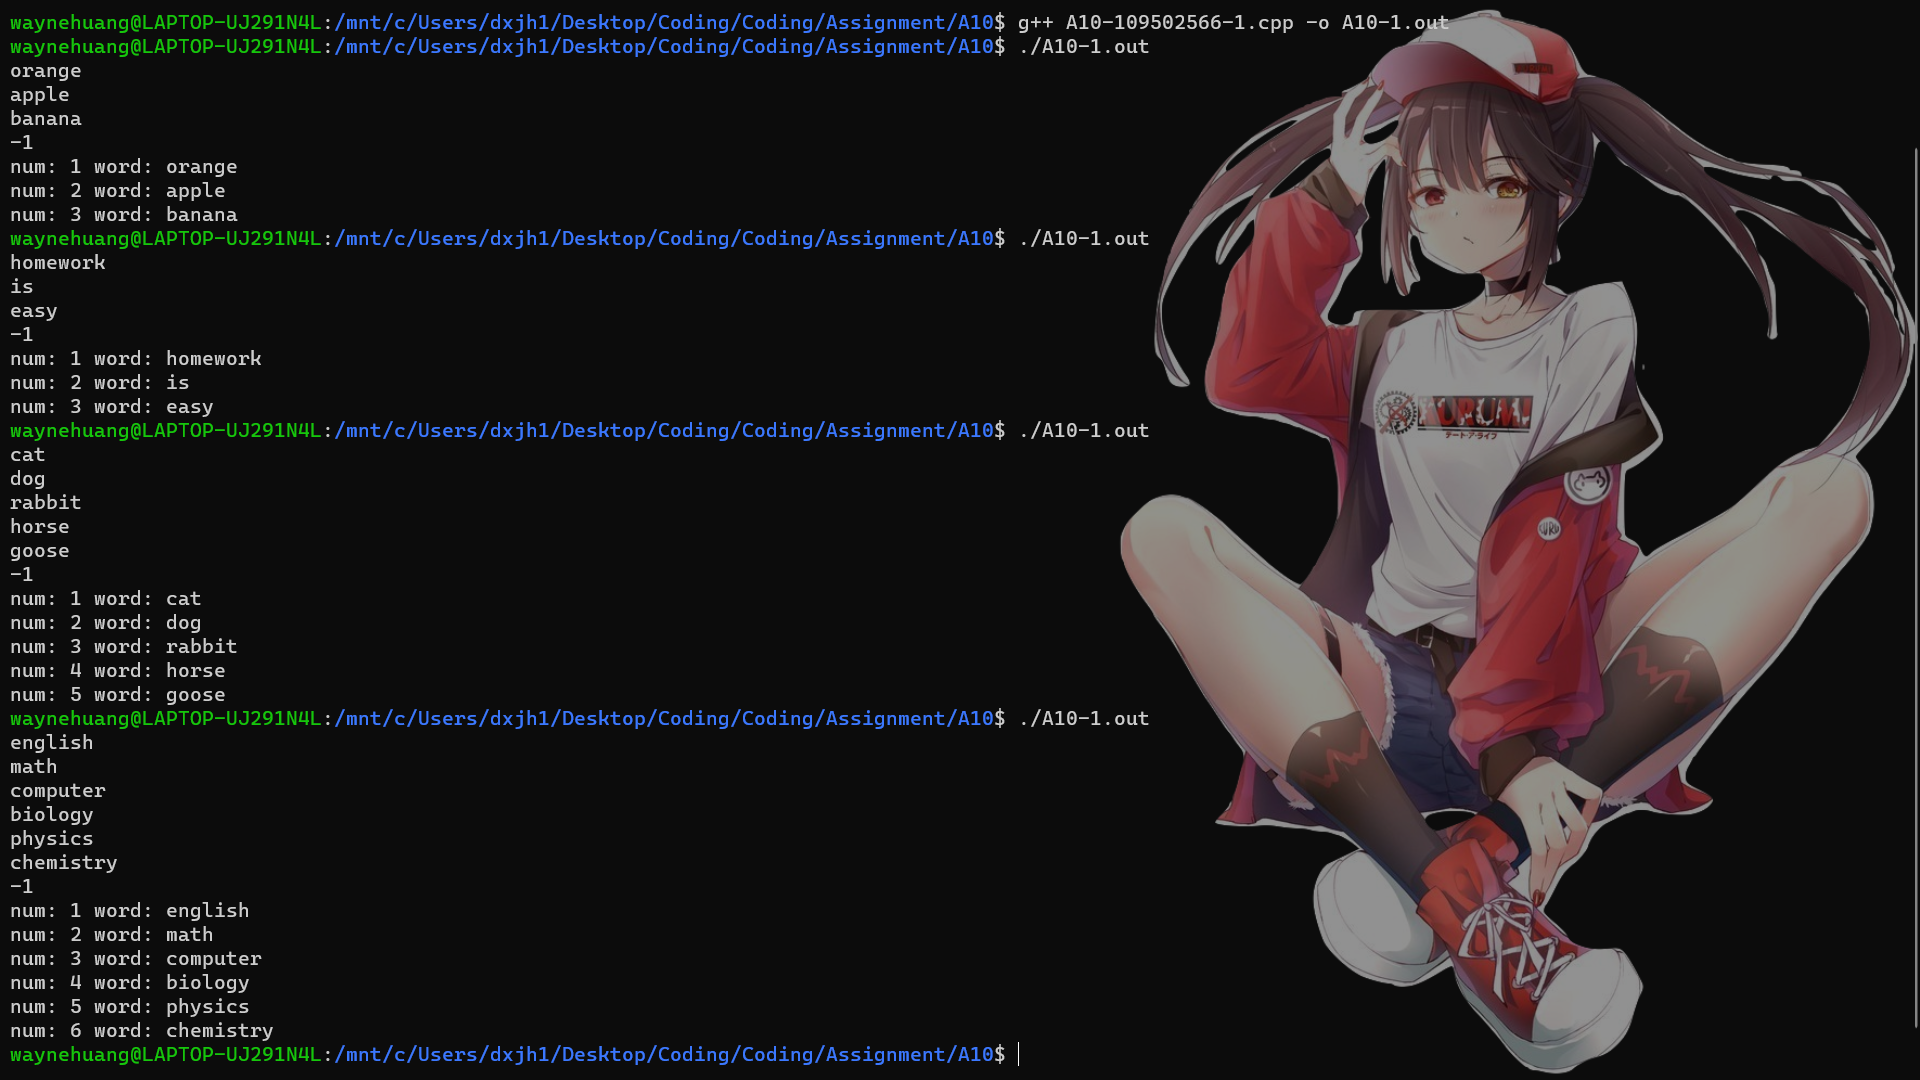 waynehuang@LAPTOP-UJ291N4L:/mnt/c/Users/dxjh1/Desktop/Coding/Coding/Assignment/A10$ g++ A10-109502566-1.cpp -o A10-1.out
waynehuang@LAPTOP-UJ291N4L:/mnt/c/Users/dxjh1/Desktop/Coding/Coding/Assignment/A10$ ./A10-1.out
orange
apple
banana
-1
num: 1 word: orange
num: 2 word: apple
num: 3 word: banana
waynehuang@LAPTOP-UJ291N4L:/mnt/c/Users/dxjh1/Desktop/Coding/Coding/Assignment/A10$ ./A10-1.out
homework
is
easy
-1
num: 1 word: homework
num: 2 word: is
num: 3 word: easy
waynehuang@LAPTOP-UJ291N4L:/mnt/c/Users/dxjh1/Desktop/Coding/Coding/Assignment/A10$ ./A10-1.out
cat
dog
rabbit
horse
goose
-1
num: 1 word: cat
num: 2 word: dog
num: 3 word: rabbit
num: 4 word: horse
num: 5 word: goose
waynehuang@LAPTOP-UJ291N4L:/mnt/c/Users/dxjh1/Desktop/Coding/Coding/Assignment/A10$ ./A10-1.out
english
math
computer
biology
physics
chemistry
-1
num: 1 word: english
num: 2 word: math
num: 3 word: computer
num: 4 word: biology
num: 5 word: physics
num: 6 word: chemistry
waynehuang@LAPTOP-UJ291N4L:/mnt/c/Users/dxjh1/Desktop/Coding/Coding/Assignment/A10$
デート・ア・ライブ